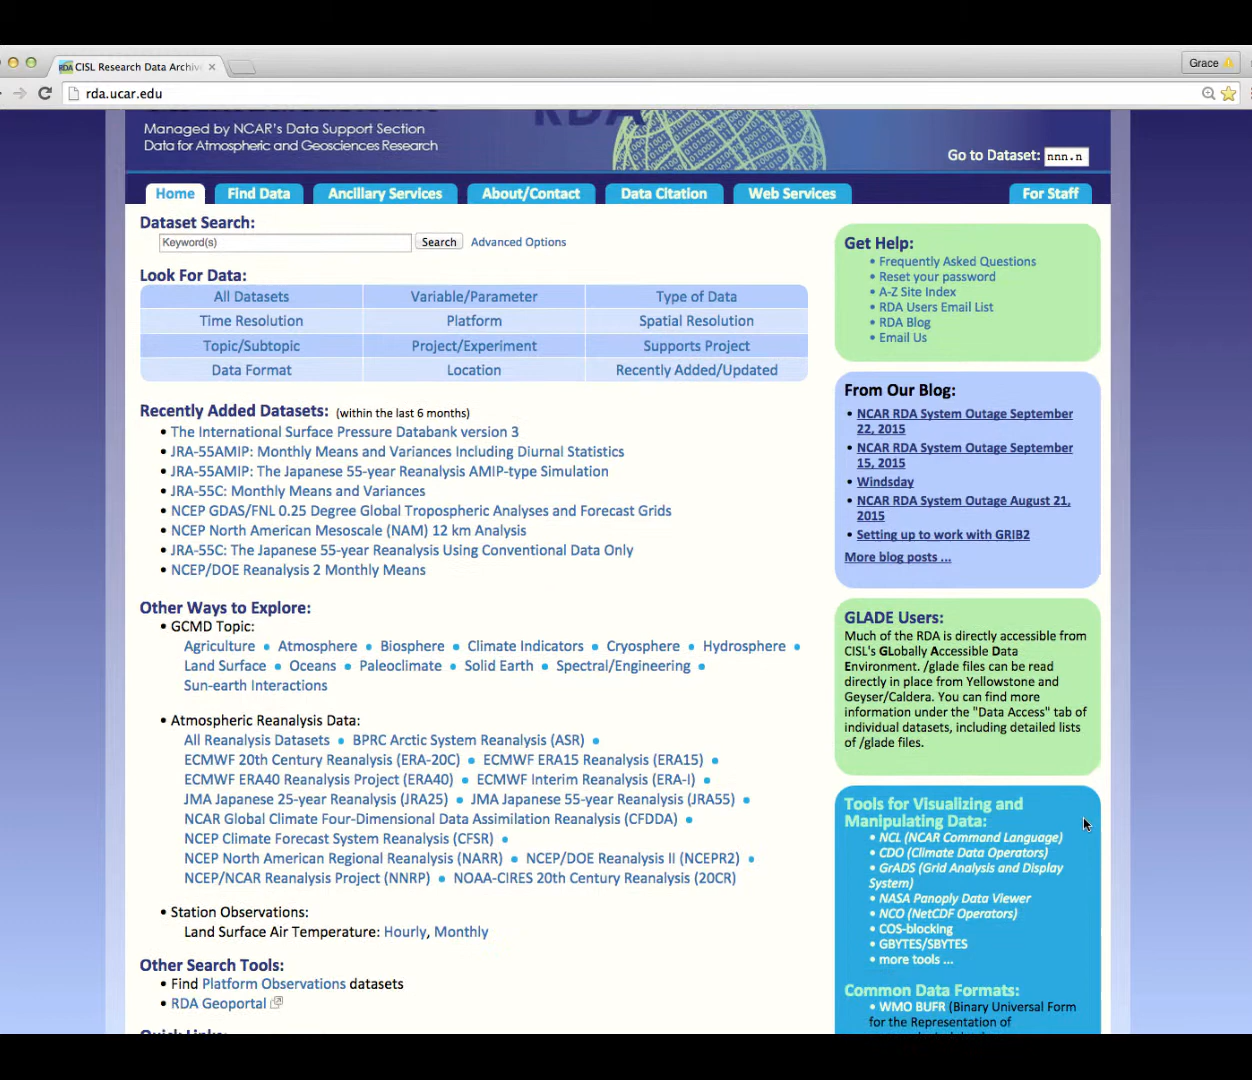 CISL Research Data Archiv
Grace
rda.ucar.edu
Managed by NCAR's Data Support Section
Data for Atmospheric and Geosciences Research
Go to Dataset: nnn.n
Home Find Data Ancillary Services About/Contact Data Citation Web Services For Staff
Dataset Search:
Keyword(s) Search Advanced Options
Look For Data:
All Datasets Variable/Parameter Type of Data
Time Resolution Platform Spatial Resolution
Topic/Subtopic Project/Experiment Supports Project
Data Format Location Recently Added/Updated
Recently Added Datasets: (within the last 6 months)
• The International Surface Pressure Databank version 3
• JRA-55AMIP: Monthly Means and Variances Including Diurnal Statistics
• JRA-55AMIP: The Japanese 55-year Reanalysis AMIP-type Simulation
• JRA-55C: Monthly Means and Variances
• NCEP GDAS/FNL 0.25 Degree Global Tropospheric Analyses and Forecast Grids
• NCEP North American Mesoscale (NAM) 12 km Analysis
• JRA-55C: The Japanese 55-year Reanalysis Using Conventional Data Only
• NCEP/DOE Reanalysis 2 Monthly Means
Other Ways to Explore:
• GCMD Topic:
Agriculture • Atmosphere • Biosphere • Climate Indicators • Cryosphere • Hydrosphere •
Land Surface • Oceans • Paleoclimate • Solid Earth • Spectral/Engineering •
Sun-earth Interactions
• Atmospheric Reanalysis Data:
All Reanalysis Datasets • BPRC Arctic System Reanalysis (ASR) •
ECMWF 20th Century Reanalysis (ERA-20C) • ECMWF ERA15 Reanalysis (ERA15) •
ECMWF ERA40 Reanalysis Project (ERA40) • ECMWF Interim Reanalysis (ERA-I) •
JMA Japanese 25-year Reanalysis (JRA25) • JMA Japanese 55-year Reanalysis (JRA55) •
NCAR Global Climate Four-Dimensional Data Assimilation Reanalysis (CFDDA) •
NCEP Climate Forecast System Reanalysis (CFSR) •
NCEP North American Regional Reanalysis (NARR) • NCEP/DOE Reanalysis II (NCEPR2) •
NCEP/NCAR Reanalysis Project (NNRP) • NOAA-CIRES 20th Century Reanalysis (20CR)
• Station Observations:
Land Surface Air Temperature: Hourly, Monthly
Other Search Tools:
• Find Platform Observations datasets
• RDA Geoportal
Get Help:
• Frequently Asked Questions
• Reset your password
• A-Z Site Index
• RDA Users Email List
• RDA Blog
• Email Us
From Our Blog:
• NCAR RDA System Outage September
22, 2015
• NCAR RDA System Outage September
15, 2015
• Windsday
• NCAR RDA System Outage August 21,
2015
• Setting up to work with GRIB2
More blog posts ...
GLADE Users:
Much of the RDA is directly accessible from
CISL's GLobally Accessible Data
Environment. /glade files can be read
directly in place from Yellowstone and
Geyser/Caldera. You can find more
information under the "Data Access" tab of
individual datasets, including detailed lists
of /glade files.
Tools for Visualizing and
Manipulating Data:
• NCL (NCAR Command Language)
• CDO (Climate Data Operators)
• GrADS (Grid Analysis and Display
System)
• NASA Panoply Data Viewer
• NCO (NetCDF Operators)
• COS-blocking
• GBYTES/SBYTES
• more tools ...
Common Data Formats:
• WMO BUFR (Binary Universal Form
for the Representation of